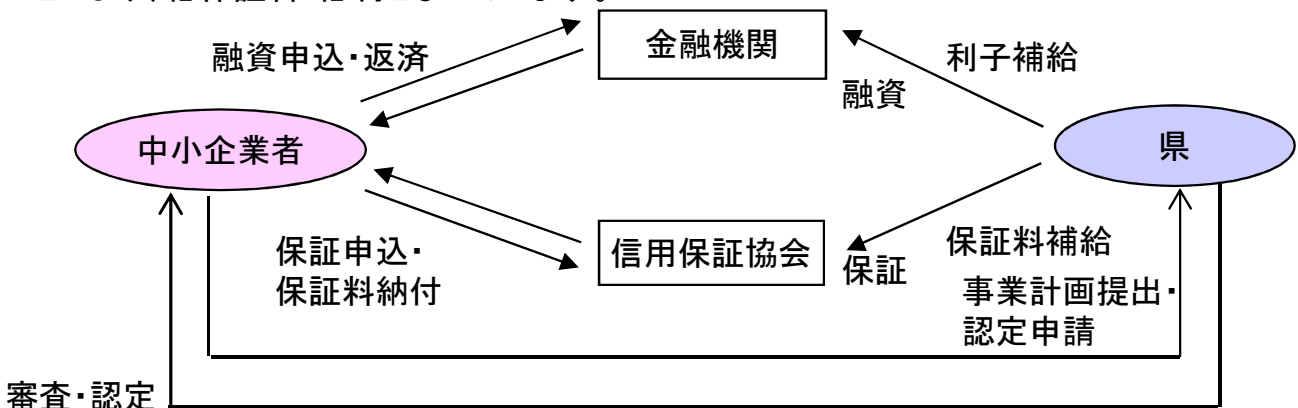 金融機関
融資申込・返済
利子補給
融資
中小企業者
県
保証申込・
保証料納付
信用保証協会
保証
保証料補給
事業計画提出・
認定申請
審査・認定